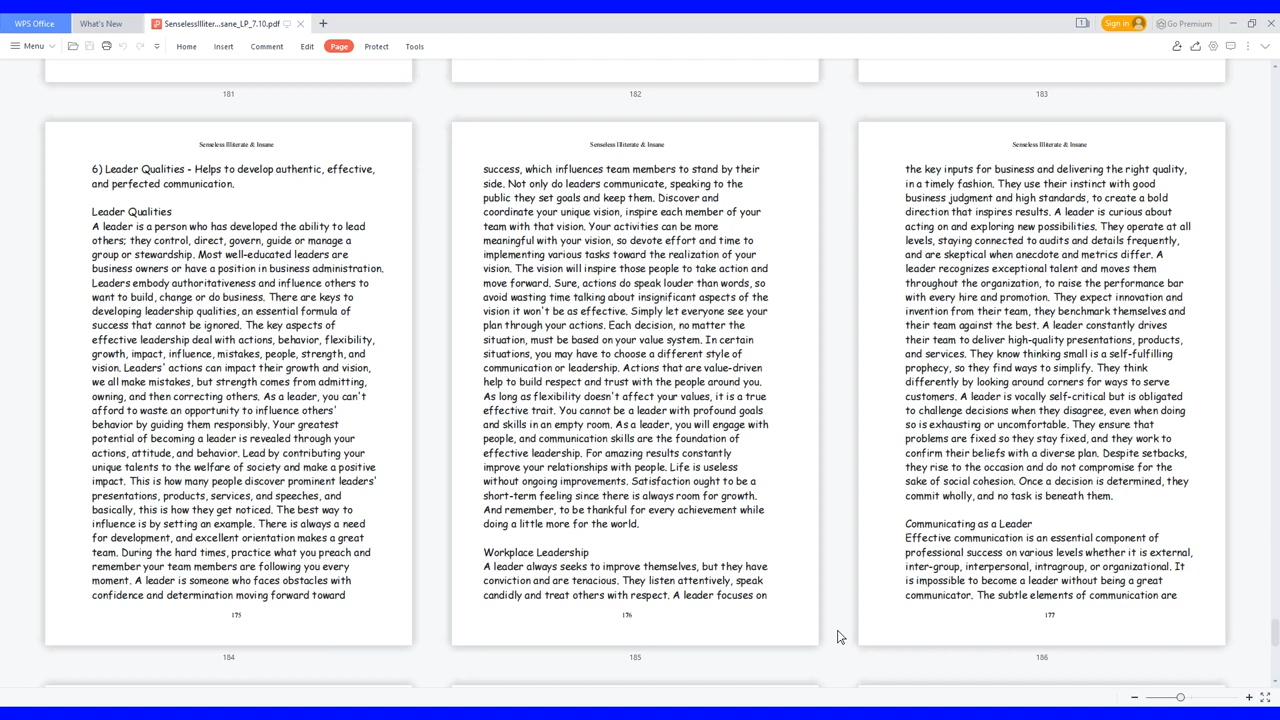 WPS Office
What's New
SenselessIlliter...sane_LP_7.10.pdf
1
Sign in
Go Premium
Menu
Home
Insert
Comment
Edit
Page
Protect
Tools
181
182
183
Senseless Illiterate & Insane
6) Leader Qualities - Helps to develop authentic, effective,
and perfected communication.
Leader Qualities
A leader is a person who has developed the ability to lead
others; they control, direct, govern, guide or manage a
group or stewardship. Most well-educated leaders are
business owners or have a position in business administration.
Leaders embody authoritativeness and influence others to
want to build, change or do business. There are keys to
developing leadership qualities, an essential formula of
success that cannot be ignored. The key aspects of
effective leadership deal with actions, behavior, flexibility,
growth, impact, influence, mistakes, people, strength, and
vision. Leaders' actions can impact their growth and vision,
we all make mistakes, but strength comes from admitting,
owning, and then correcting others. As a leader, you can't
afford to waste an opportunity to influence others'
behavior by guiding them responsibly. Your greatest
potential of becoming a leader is revealed through your
actions, attitude, and behavior. Lead by contributing your
unique talents to the welfare of society and make a positive
impact. This is how many people discover prominent leaders'
presentations, products, services, and speeches, and
basically, this is how they get noticed. The best way to
influence is by setting an example. There is always a need
for development, and excellent orientation makes a great
team. During the hard times, practice what you preach and
remember your team members are following you every
moment. A leader is someone who faces obstacles with
confidence and determination moving forward toward
175
184
Senseless Illiterate & Insane
success, which influences team members to stand by their
side. Not only do leaders communicate, speaking to the
public they set goals and keep them. Discover and
coordinate your unique vision, inspire each member of your
team with that vision. Your activities can be more
meaningful with your vision, so devote effort and time to
implementing various tasks toward the realization of your
vision. The vision will inspire those people to take action and
move forward. Sure, actions do speak louder than words, so
avoid wasting time talking about insignificant aspects of the
vision it won't be as effective. Simply let everyone see your
plan through your actions. Each decision, no matter the
situation, must be based on your value system. In certain
situations, you may have to choose a different style of
communication or leadership. Actions that are value-driven
help to build respect and trust with the people around you.
As long as flexibility doesn't affect your values, it is a true
effective trait. You cannot be a leader with profound goals
and skills in an empty room. As a leader, you will engage with
people, and communication skills are the foundation of
effective leadership. For amazing results constantly
improve your relationships with people. Life is useless
without ongoing improvements. Satisfaction ought to be a
short-term feeling since there is always room for growth.
And remember, to be thankful for every achievement while
doing a little more for the world.
Workplace Leadership
A leader always seeks to improve themselves, but they have
conviction and are tenacious. They listen attentively, speak
candidly and treat others with respect. A leader focuses on
176
185
Senseless Illiterate & Insane
the key inputs for business and delivering the right quality,
in a timely fashion. They use their instinct with good
business judgment and high standards, to create a bold
direction that inspires results. A leader is curious about
acting on and exploring new possibilities. They operate at all
levels, staying connected to audits and details frequently,
and are skeptical when anecdote and metrics differ. A
leader recognizes exceptional talent and moves them
throughout the organization, to raise the performance bar
with every hire and promotion. They expect innovation and
invention from their team, they benchmark themselves and
their team against the best. A leader constantly drives
their team to deliver high-quality presentations, products,
and services. They know thinking small is a self-fulfilling
prophecy, so they find ways to simplify. They think
differently by looking around corners for ways to serve
customers. A leader is vocally self-critical but is obligated
to challenge decisions when they disagree, even when doing
so is exhausting or uncomfortable. They ensure that
problems are fixed so they stay fixed, and they work to
confirm their beliefs with a diverse plan. Despite setbacks,
they rise to the occasion and do not compromise for the
sake of social cohesion. Once a decision is determined, they
commit wholly, and no task is beneath them.
Communicating as a Leader
Effective communication is an essential component of
professional success on various levels whether it is external,
inter-group, interpersonal, intragroup, or organizational. It
is impossible to become a leader without being a great
communicator. The subtle elements of communication are
177
186